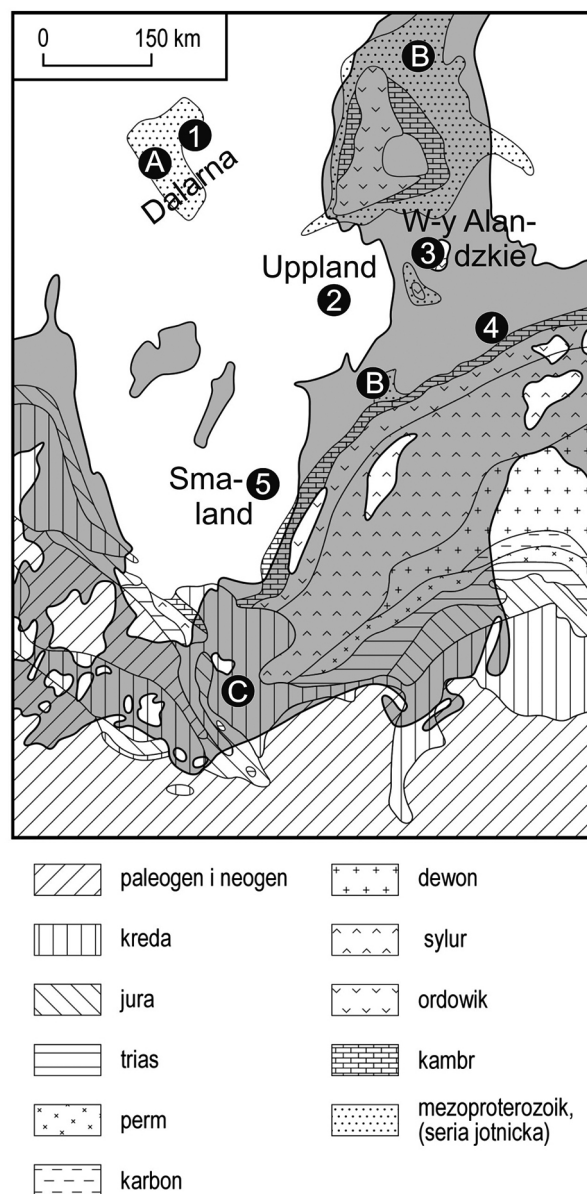 0
150 km
B
1
A
Dalarna
W-y Alan-
3
dzkie
Uppland
2
4
B
Sma-
5
land
C
paleogen i neogen
kreda
jura
trias
perm
karbon
dewon
sylur
ordowik
kambr
mezoproterozoik,
(seria jotnicka)